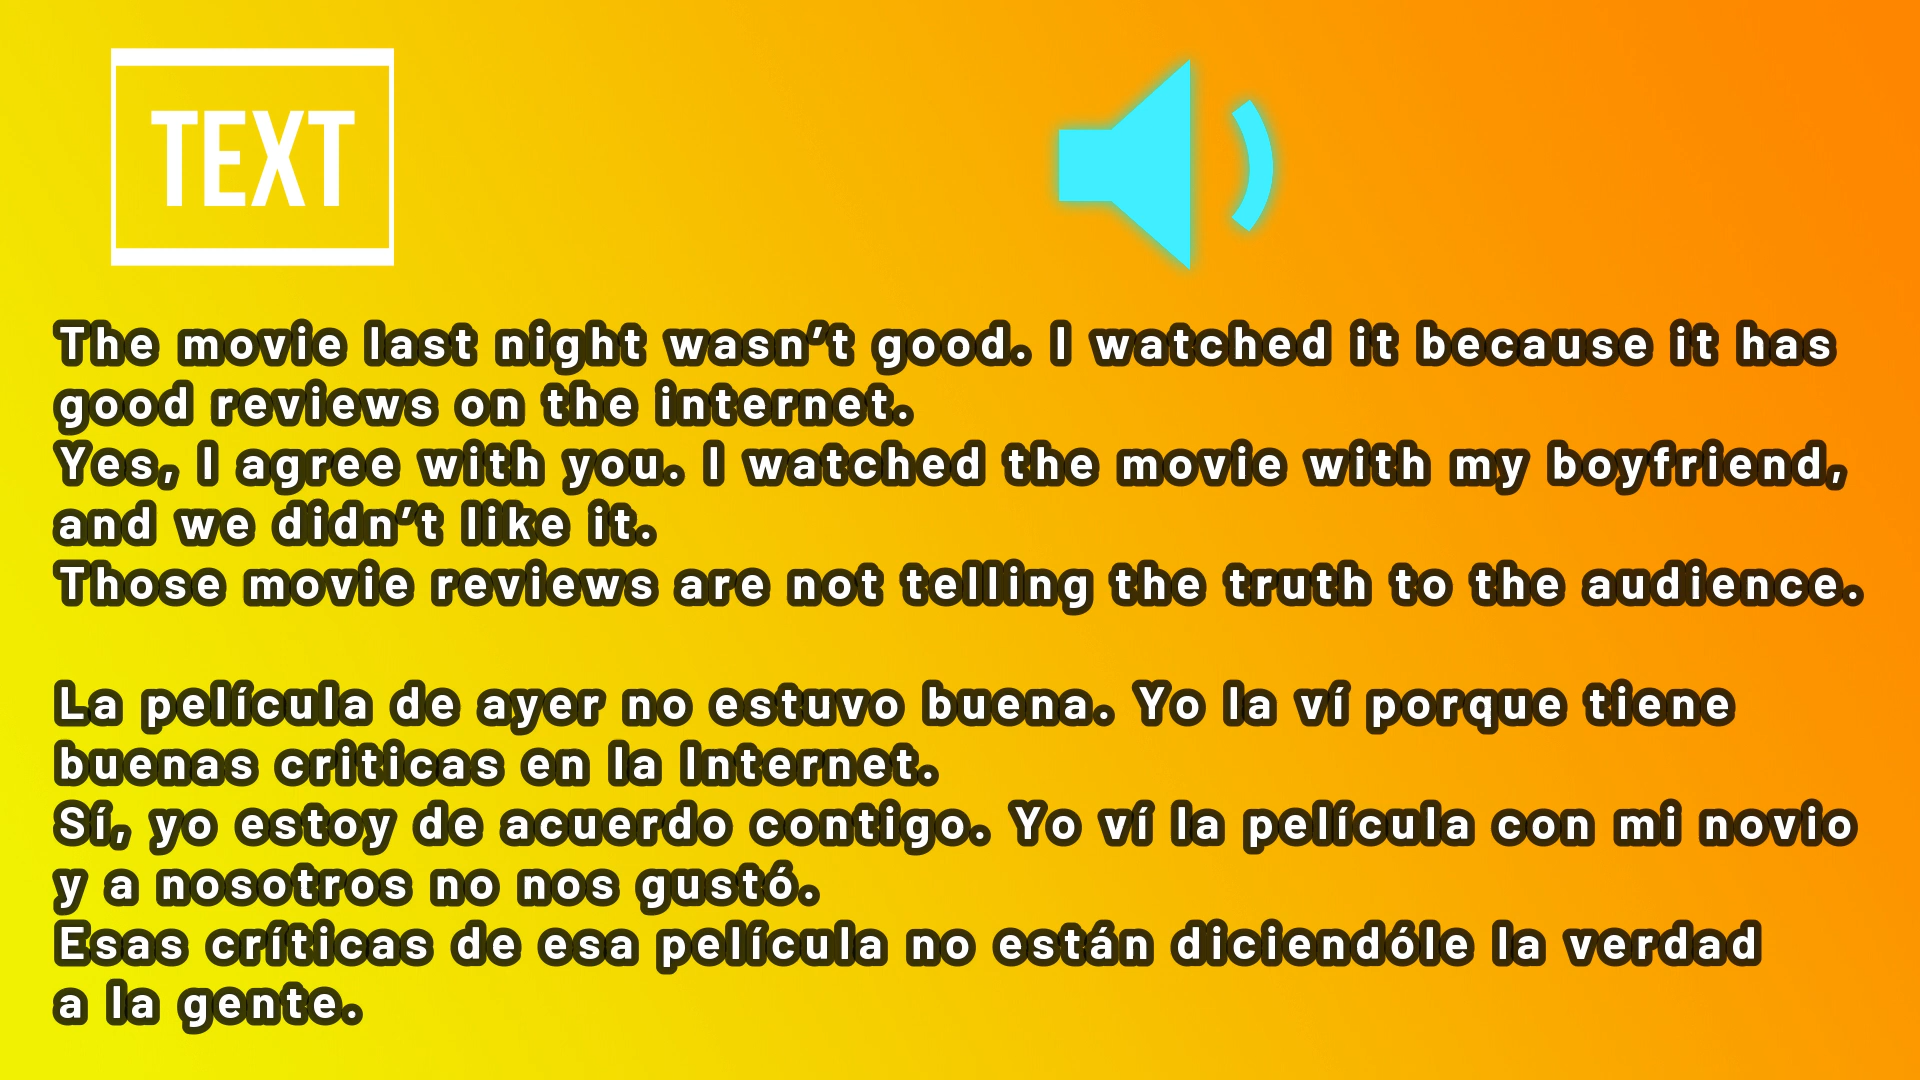 TEXT
The movie last night wasn’t good. I watched it because it has
good reviews on the internet.
Yes, I agree with you. I watched the movie with my boyfriend,
and we didn’t like it.
Those movie reviews are not telling the truth to the audience.
La película de ayer no estuvo buena. Yo la ví porque tiene
buenas criticas en la Internet.
Sí, yo estoy de acuerdo contigo. Yo ví la película con mi novio
y a nosotros no nos gustó.
Esas críticas de esa película no están diciendóle la verdad
a la gente.